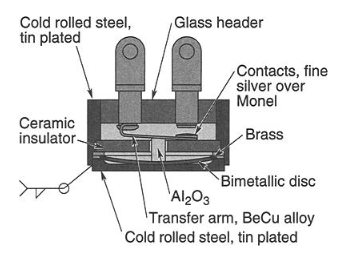 Cold rolled steel,
tin plated
Glass header
Contacts, fine
silver over
Monel
Ceramic
insulator
Brass
Bimetallic disc
Al₂O₃
Transfer arm, BeCu alloy
Cold rolled steel, tin plated